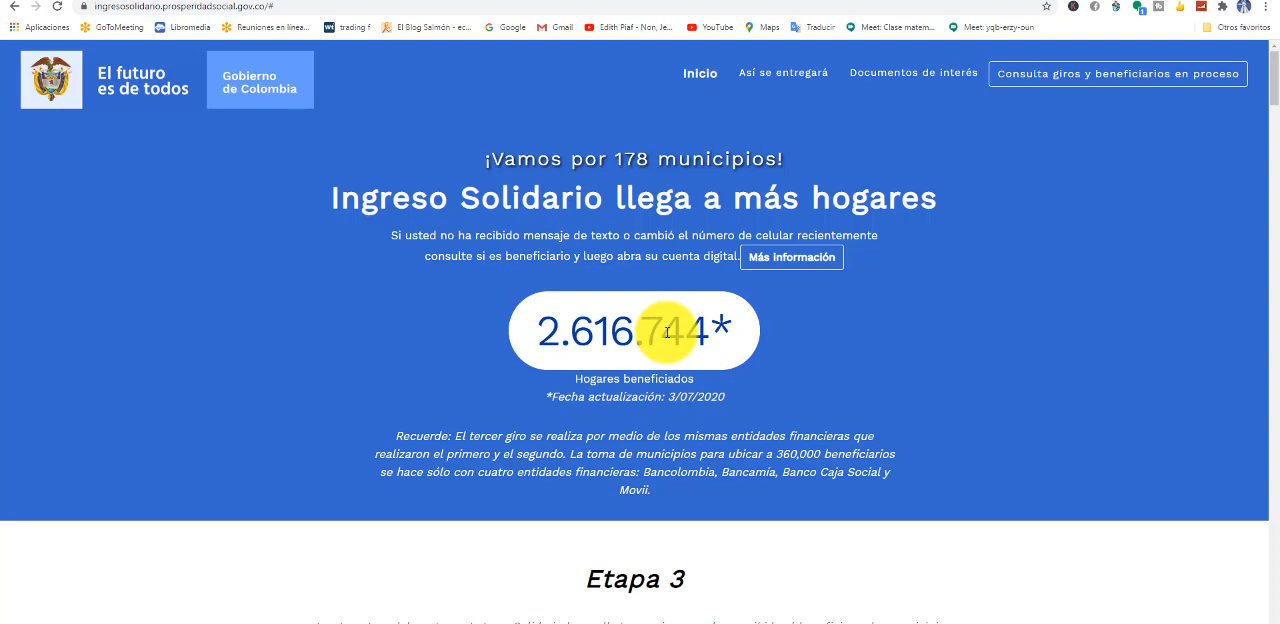 ingresosolidario.prosperidadsocial.gov.co/#
Aplicaciones GoToMeeting Libromedia Reuniones en línea... trading f El Blog Salmón - ec... Google Gmail Edith Piaf - Non, Je... YouTube Maps Traducir Meet: Clase matem... Meet: yqb-erzy-oun Otros favoritos
El futuro
es de todos
Gobierno
de Colombia
Inicio Así se entregará Documentos de interés Consulta giros y beneficiarios en proceso
¡Vamos por 178 municipios!
Ingreso Solidario llega a más hogares
Si usted no ha recibido mensaje de texto o cambió el número de celular recientemente
consulte si es beneficiario y luego abra su cuenta digital. Más información
2.616.744*
Hogares beneficiados
*Fecha actualización: 3/07/2020
Recuerde: El tercer giro se realiza por medio de los mismas entidades financieras que
realizaron el primero y el segundo. La toma de municipios para ubicar a 360,000 beneficiarios
se hace sólo con cuatro entidades financieras: Bancolombia, Bancamía, Banco Caja Social y
Movii.
Etapa 3